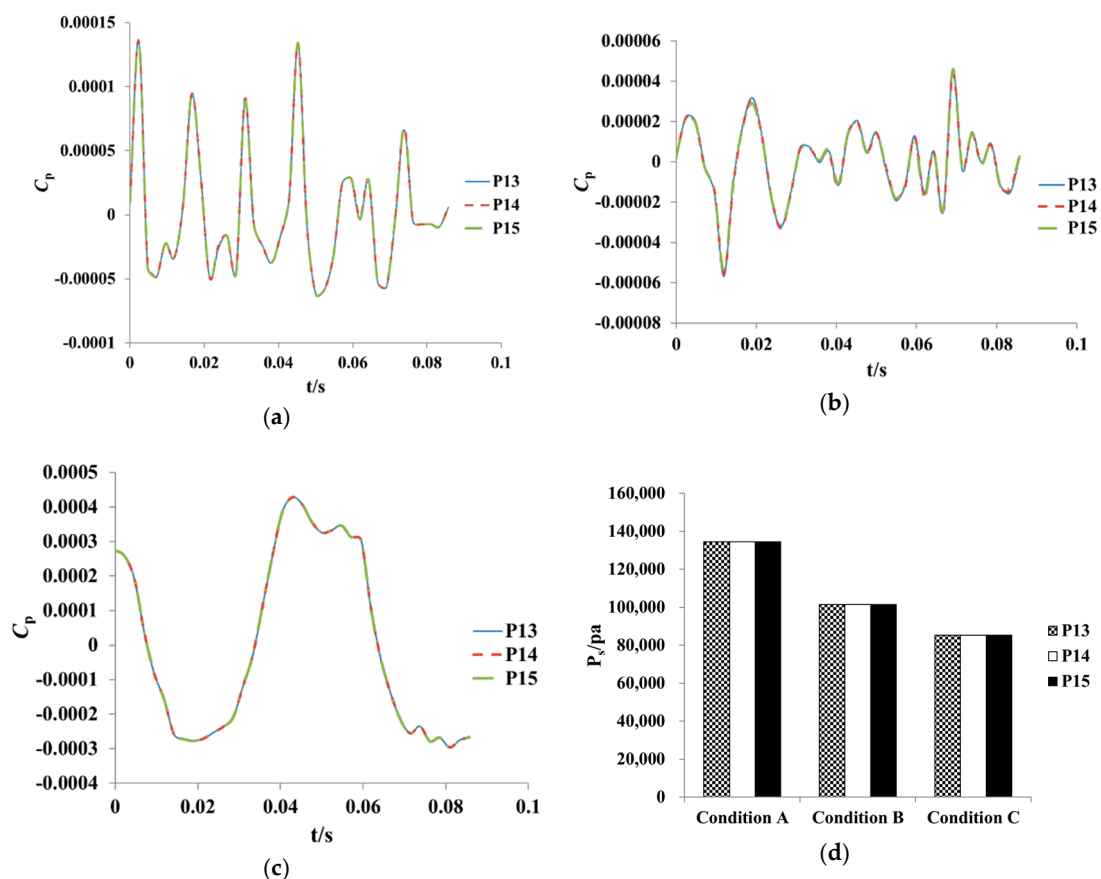 0.00015
0.0001
0.00005
0
-0.00005
-0.0001
Cp
0 0.02 0.04 0.06 0.08 0.1
t/s
P13
P14
P15
(a)
0.00006
0.00004
0.00002
0
-0.00002
-0.00004
-0.00006
-0.00008
Cp
0 0.02 0.04 0.06 0.08 0.1
t/s
P13
P14
P15
(b)
0.0005
0.0004
0.0003
0.0002
0.0001
0
-0.0001
-0.0002
-0.0003
-0.0004
Cp
0 0.02 0.04 0.06 0.08 0.1
t/s
P13
P14
P15
(c)
160,000
140,000
120,000
100,000
80,000
60,000
40,000
20,000
0
Ps/pa
Condition A Condition B Condition C
P13
P14
P15
(d)